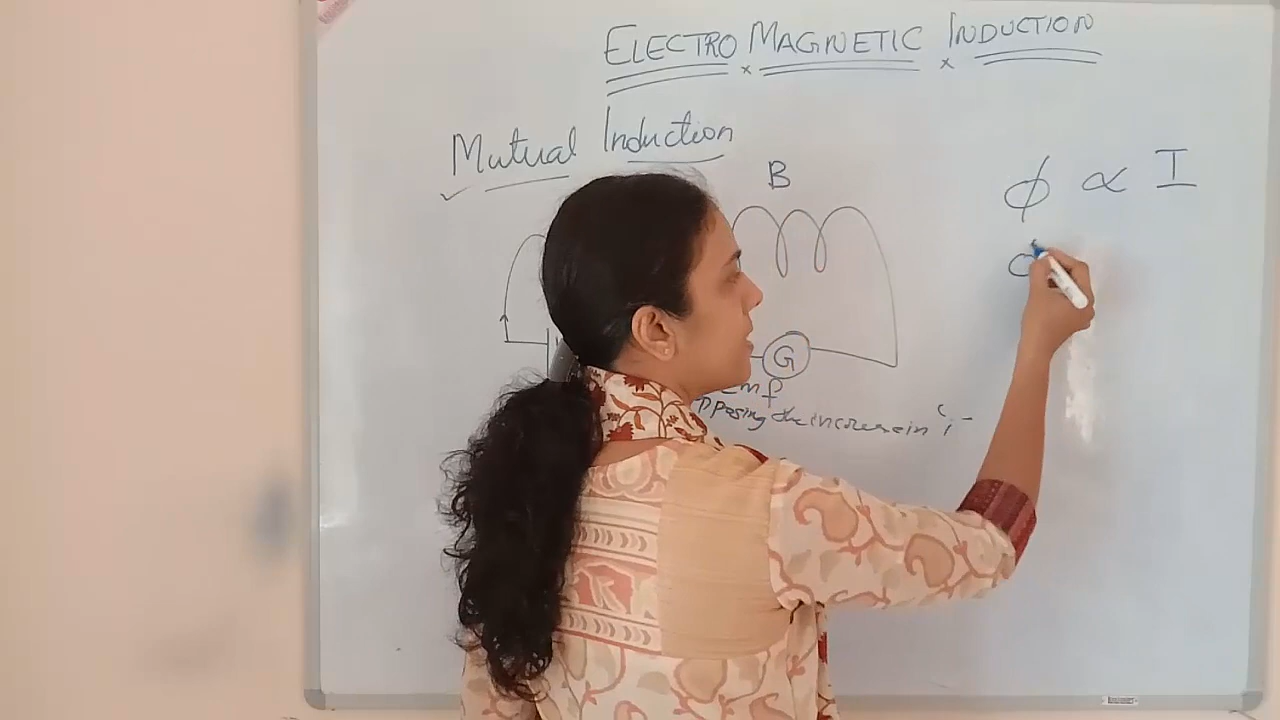 ELECTRO MAGNETIC INDUCTION
Mutual Induction
B
ϕ ∝ I
G
emf
opposing the increase in 'i